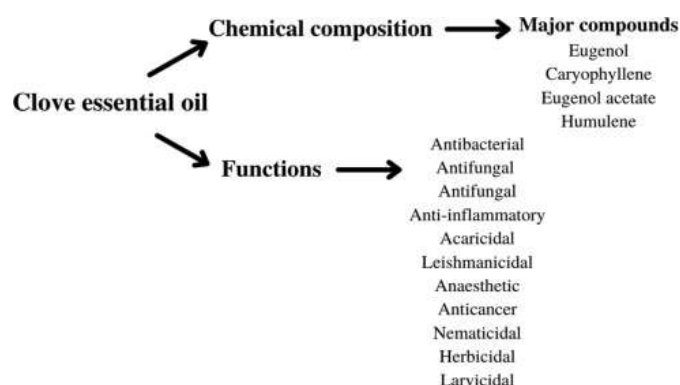 Chemical composition
Major compounds
Eugenol
Caryophyllene
Eugenol acetate
Humulene
Clove essential oil
Functions
Antibacterial
Antifungal
Antifungal
Anti-inflammatory
Acaricidal
Leishmanicidal
Anaesthetic
Anticancer
Nematicidal
Herbicidal
Larvicidal